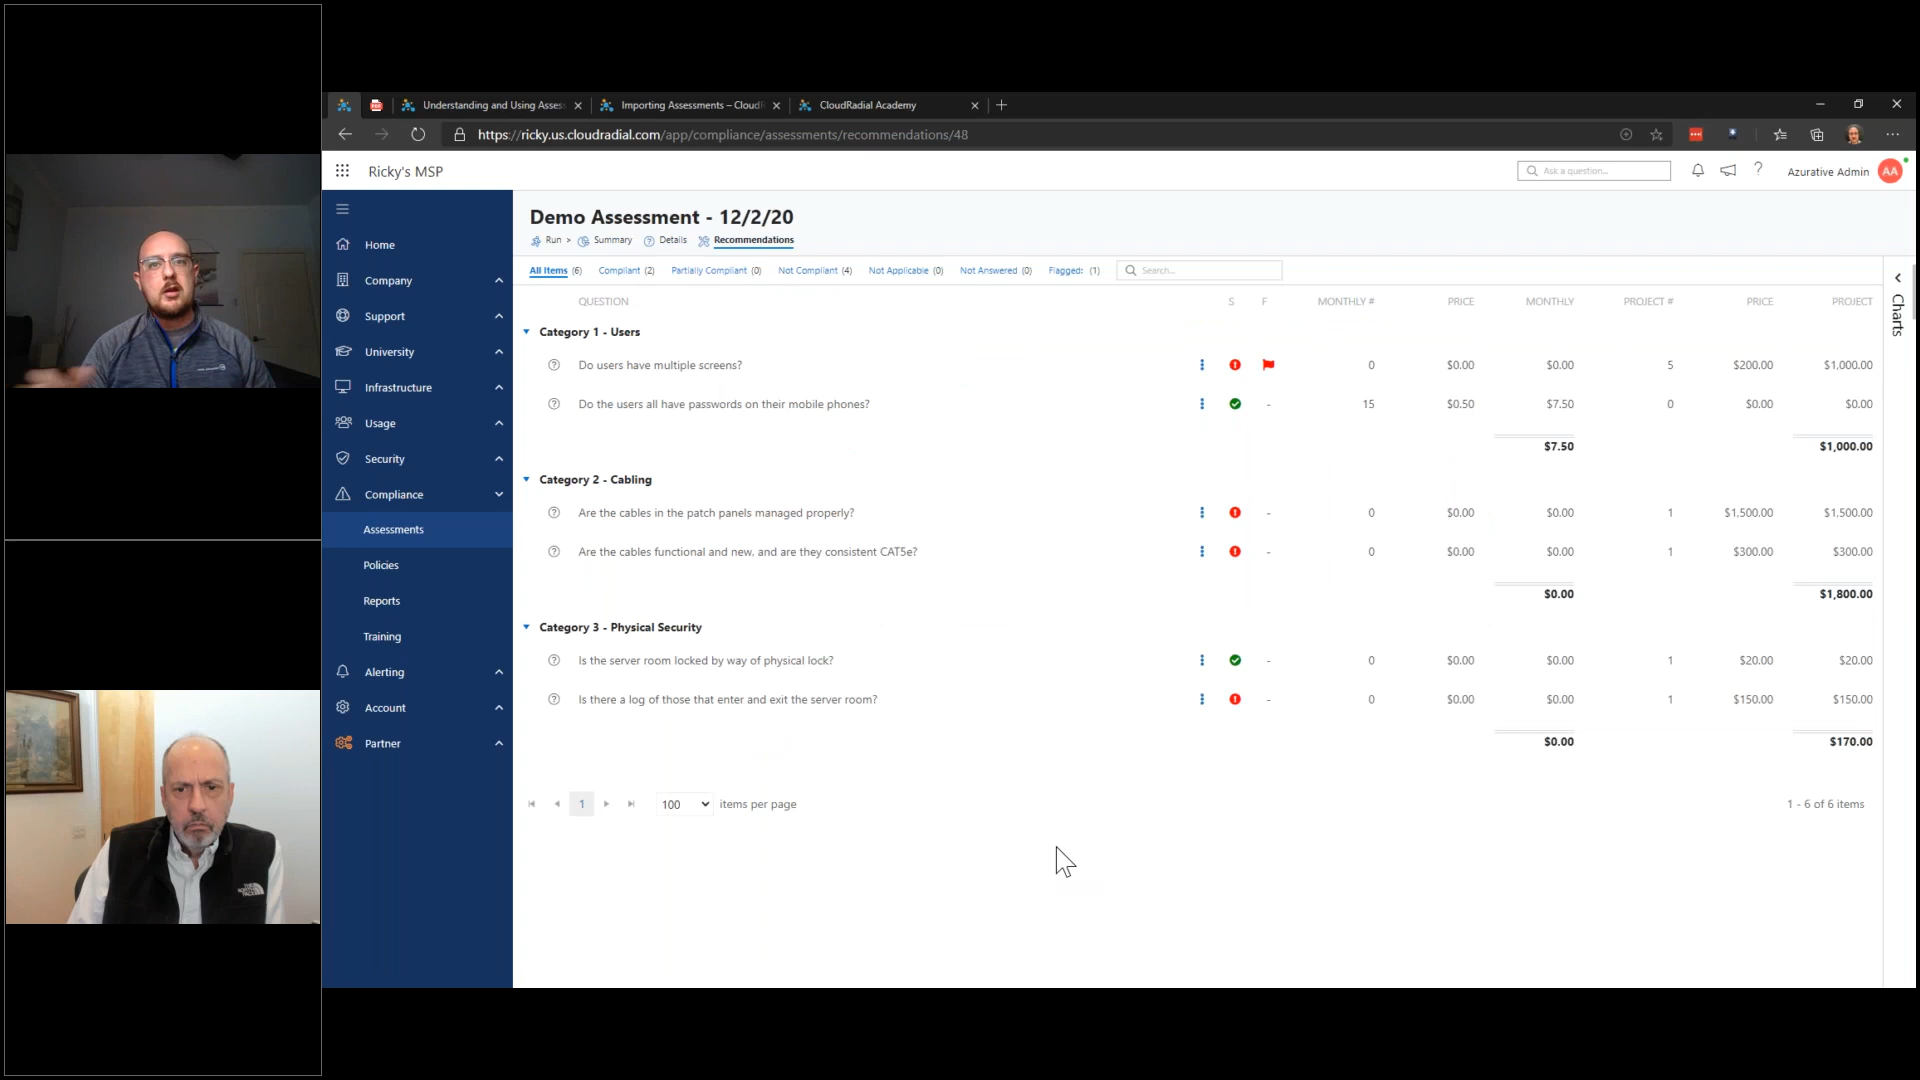 Understanding and Using Assess
Importing Assessments – CloudR
CloudRadial Academy
https://ricky.us.cloudradial.com/app/compliance/assessments/recommendations/48
Ricky's MSP
Ask a question...
Azurative Admin
AA
Home
Company
Support
University
Infrastructure
Usage
Security
Compliance
Assessments
Policies
Reports
Training
Alerting
Account
Partner
Demo Assessment - 12/2/20
Run > Summary Details Recommendations
All Items (6) Compliant (2) Partially Compliant (0) Not Compliant (4) Not Applicable (0) Not Answered (0) Flagged: (1) Search...
Charts
QUESTION S F MONTHLY # PRICE MONTHLY PROJECT # PRICE PROJECT
Category 1 - Users
Do users have multiple screens? 0 $0.00 $0.00 5 $200.00 $1,000.00
Do the users all have passwords on their mobile phones? - 15 $0.50 $7.50 0 $0.00 $0.00
$7.50 $1,000.00
Category 2 - Cabling
Are the cables in the patch panels managed properly? - 0 $0.00 $0.00 1 $1,500.00 $1,500.00
Are the cables functional and new, and are they consistent CAT5e? - 0 $0.00 $0.00 1 $300.00 $300.00
$0.00 $1,800.00
Category 3 - Physical Security
Is the server room locked by way of physical lock? - 0 $0.00 $0.00 1 $20.00 $20.00
Is there a log of those that enter and exit the server room? - 0 $0.00 $0.00 1 $150.00 $150.00
$0.00 $170.00
1 100 items per page 1 - 6 of 6 items
THE NORTH FACE